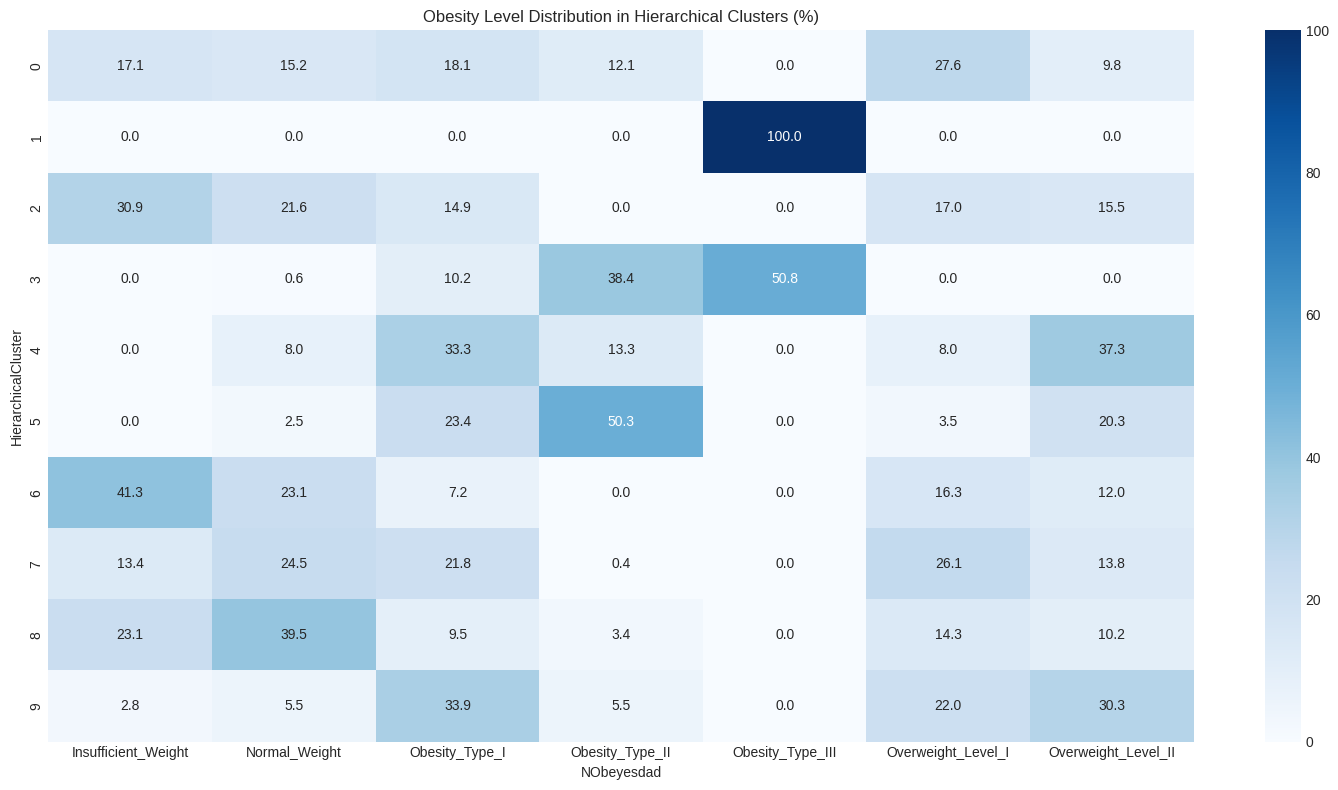 Obesity Level Distribution in Hierarchical Clusters (%)
HierarchicalCluster
0 17.1 15.2 18.1 12.1 0.0 27.6 9.8
1 0.0 0.0 0.0 0.0 100.0 0.0 0.0
2 30.9 21.6 14.9 0.0 0.0 17.0 15.5
3 0.0 0.6 10.2 38.4 50.8 0.0 0.0
4 0.0 8.0 33.3 13.3 0.0 8.0 37.3
5 0.0 2.5 23.4 50.3 0.0 3.5 20.3
6 41.3 23.1 7.2 0.0 0.0 16.3 12.0
7 13.4 24.5 21.8 0.4 0.0 26.1 13.8
8 23.1 39.5 9.5 3.4 0.0 14.3 10.2
9 2.8 5.5 33.9 5.5 0.0 22.0 30.3
Insufficient_Weight Normal_Weight Obesity_Type_I Obesity_Type_II Obesity_Type_III Overweight_Level_I Overweight_Level_II
NObeyesdad
100
80
60
40
20
0